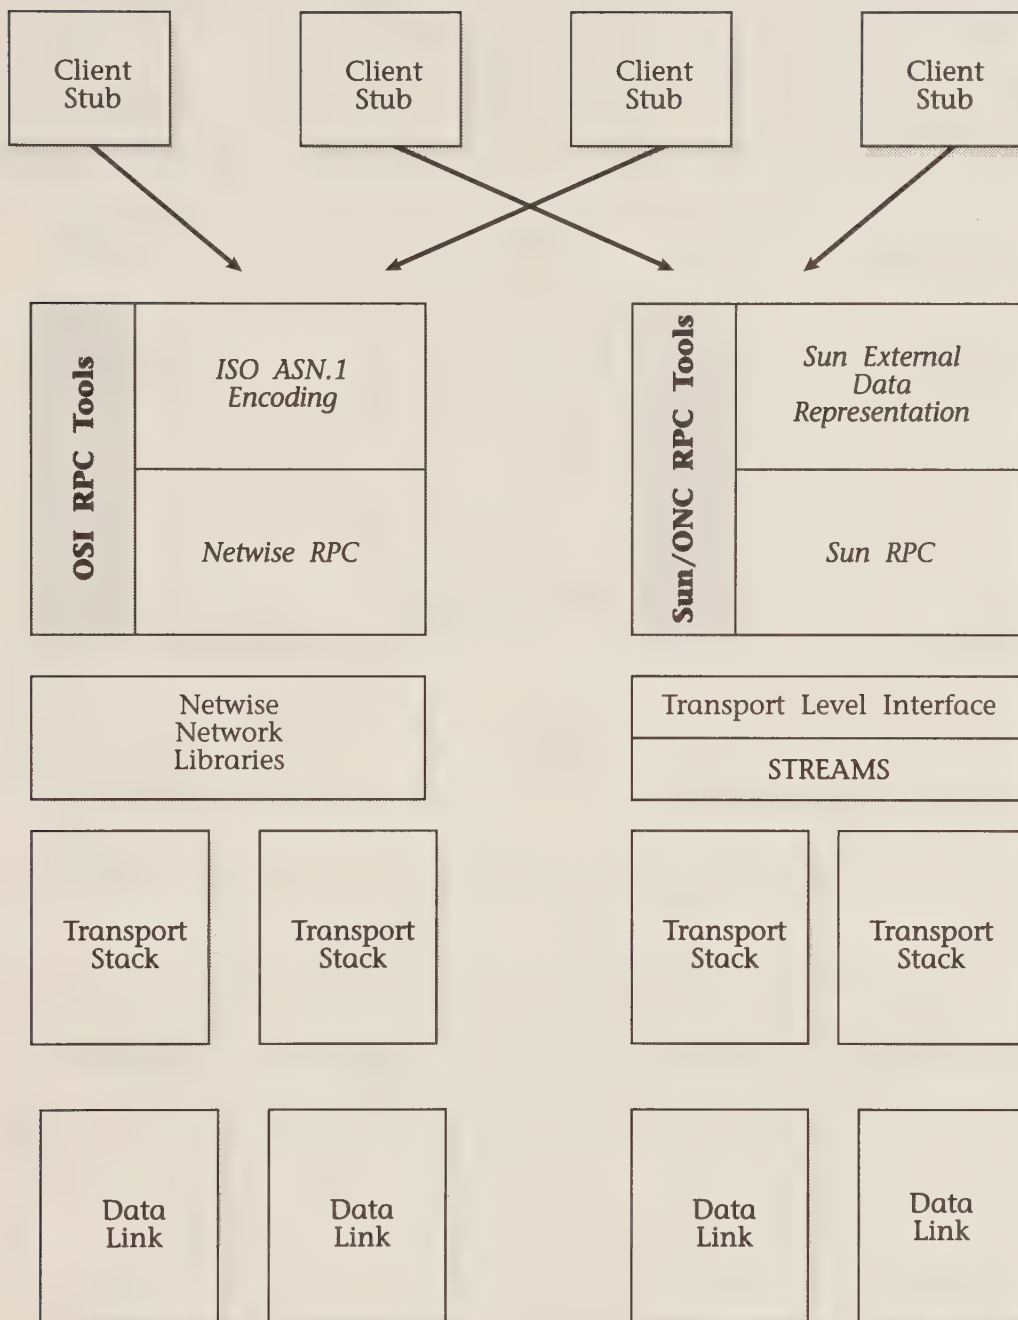 Client
Stub
Client
Stub
Client
Stub
Client
Stub
OSI RPC Tools
ISO ASN.1
Encoding
Netwise RPC
Sun/ONC RPC Tools
Sun External
Data
Representation
Sun RPC
Netwise
Network
Libraries
Transport Level Interface
STREAMS
Transport
Stack
Transport
Stack
Transport
Stack
Transport
Stack
Data
Link
Data
Link
Data
Link
Data
Link